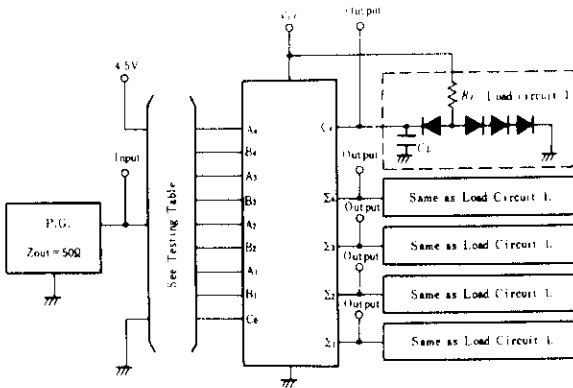 Output
4.5V
Input
P.G.
Zout = 50Ω
See Testing Table
A4
B4
A3
B3
A2
B2
A1
B1
C0
C4
Σ4
Σ3
Σ2
Σ1
RL Load circuit 1
CL
Output
Same as Load Circuit 1.
Output
Same as Load Circuit 1.
Output
Same as Load Circuit 1.
Output
Same as Load Circuit 1.